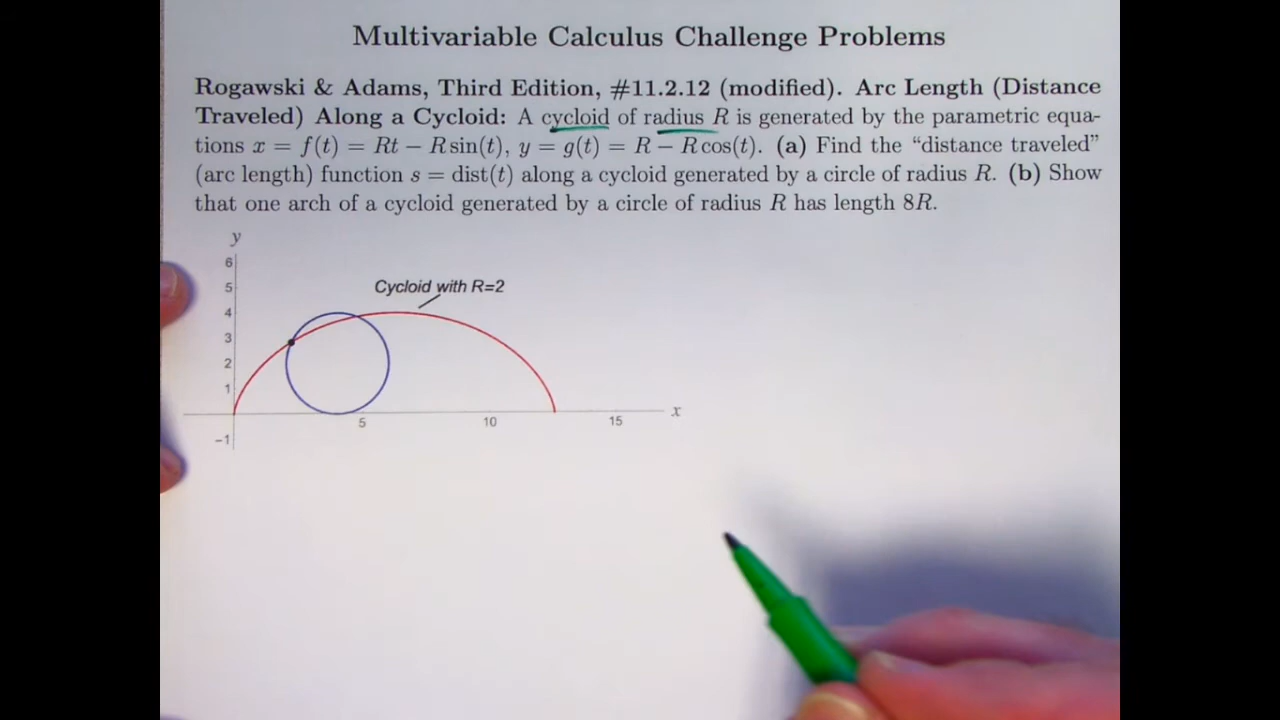 Multivariable Calculus Challenge Problems
Rogawski & Adams, Third Edition, #11.2.12 (modified). Arc Length (Distance
Traveled) Along a Cycloid: A cycloid of radius R is generated by the parametric equa-
tions x = f(t) = Rt − R sin(t), y = g(t) = R − R cos(t). (a) Find the “distance traveled”
(arc length) function s = dist(t) along a cycloid generated by a circle of radius R. (b) Show
that one arch of a cycloid generated by a circle of radius R has length 8R.
y
6
5
Cycloid with R=2
4
3
2
1
x
5
10
15
−1